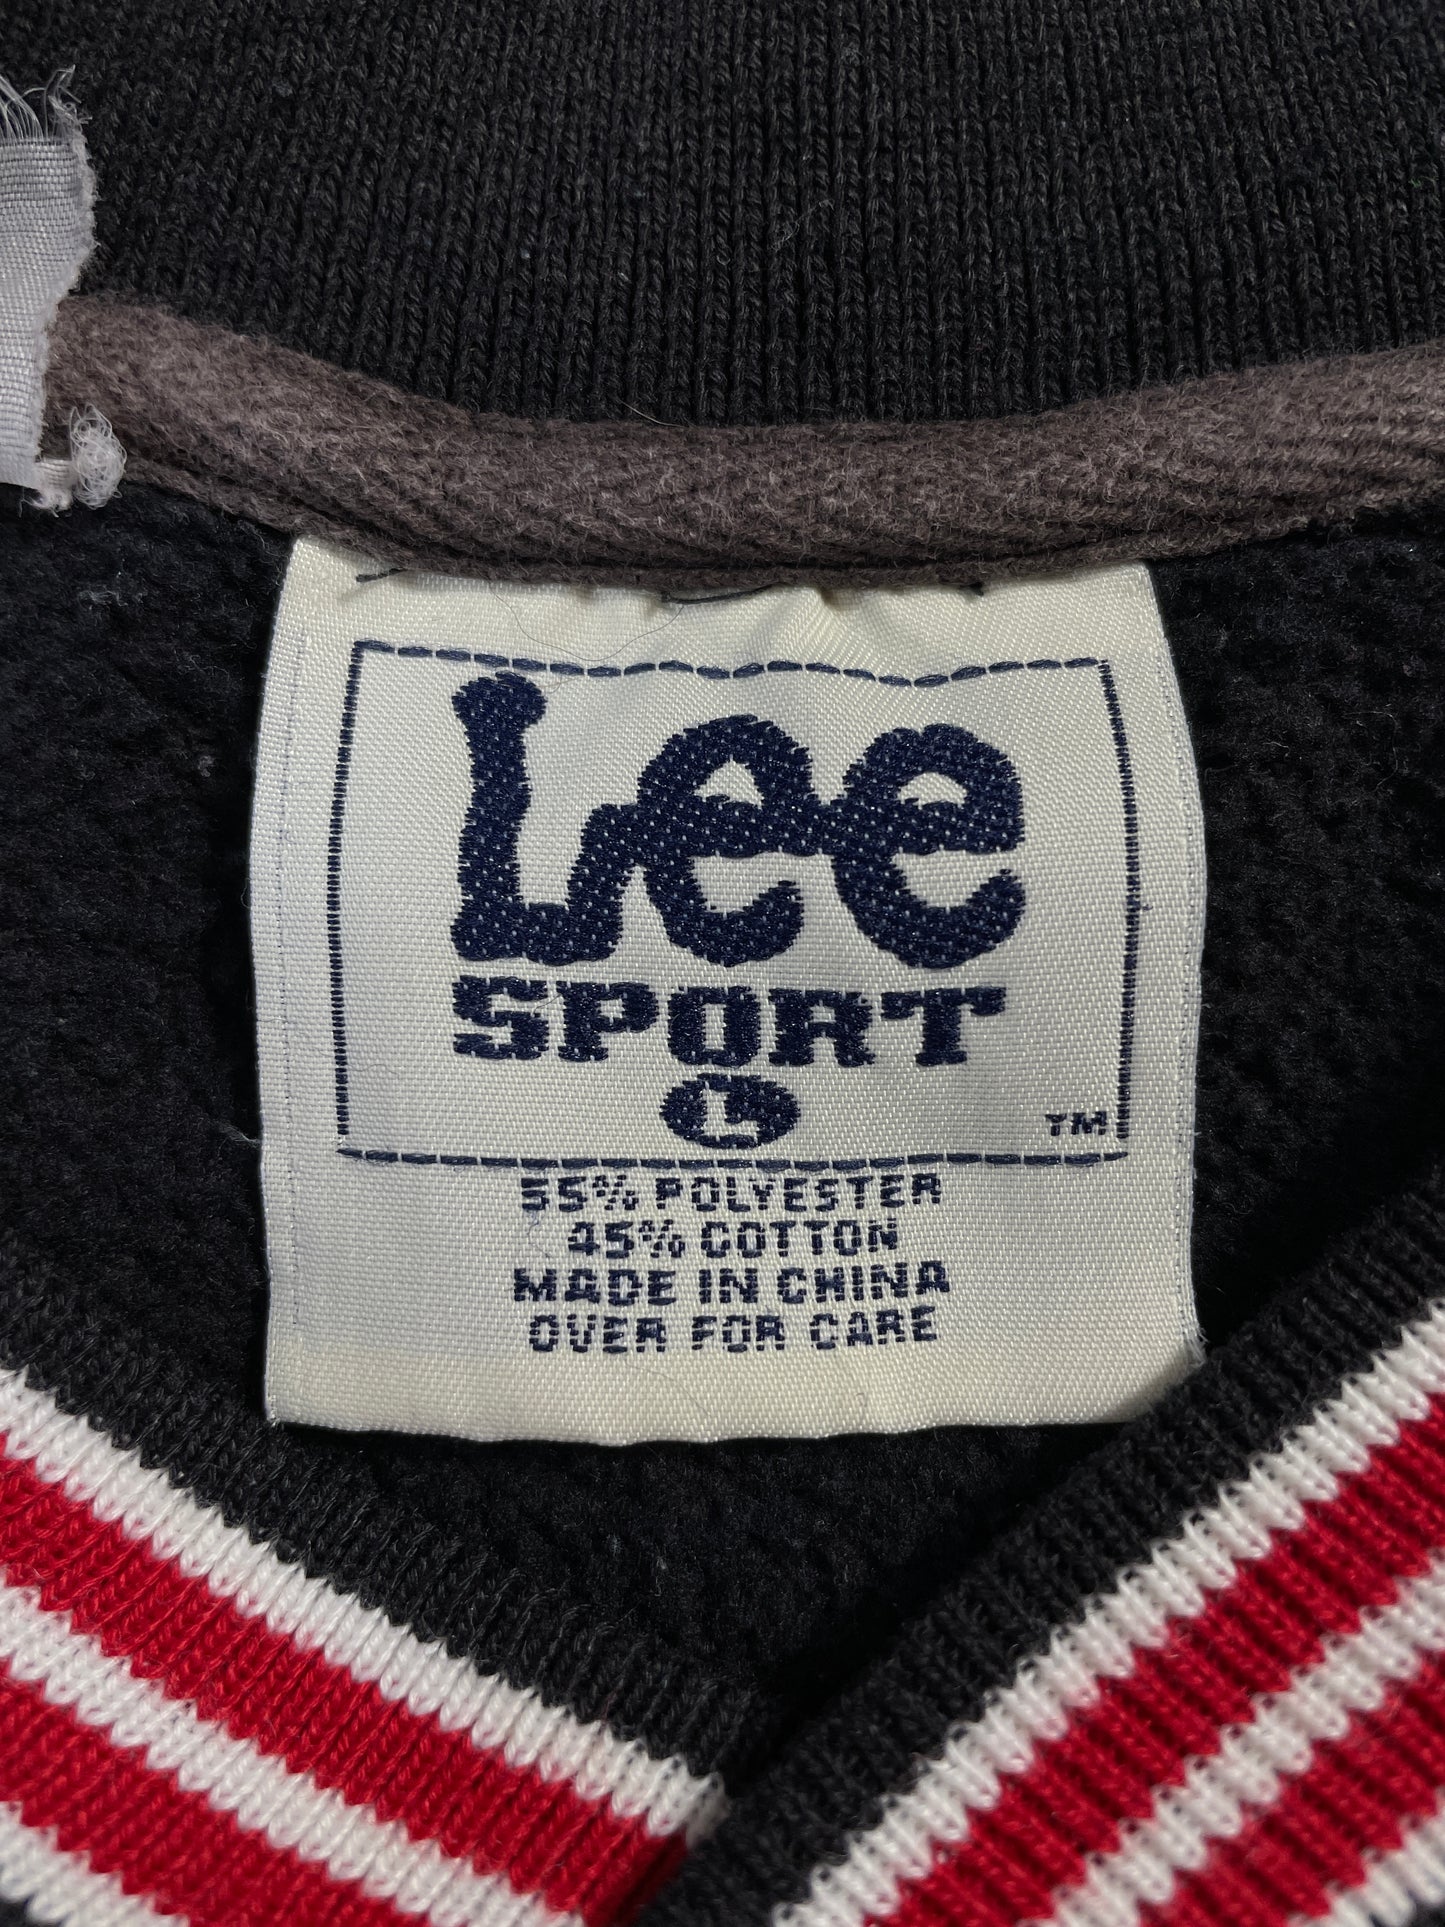 Lee
SPORT
L
TM
55% POLYESTER
45% COTTON
MADE IN CHINA
OVER FOR CARE